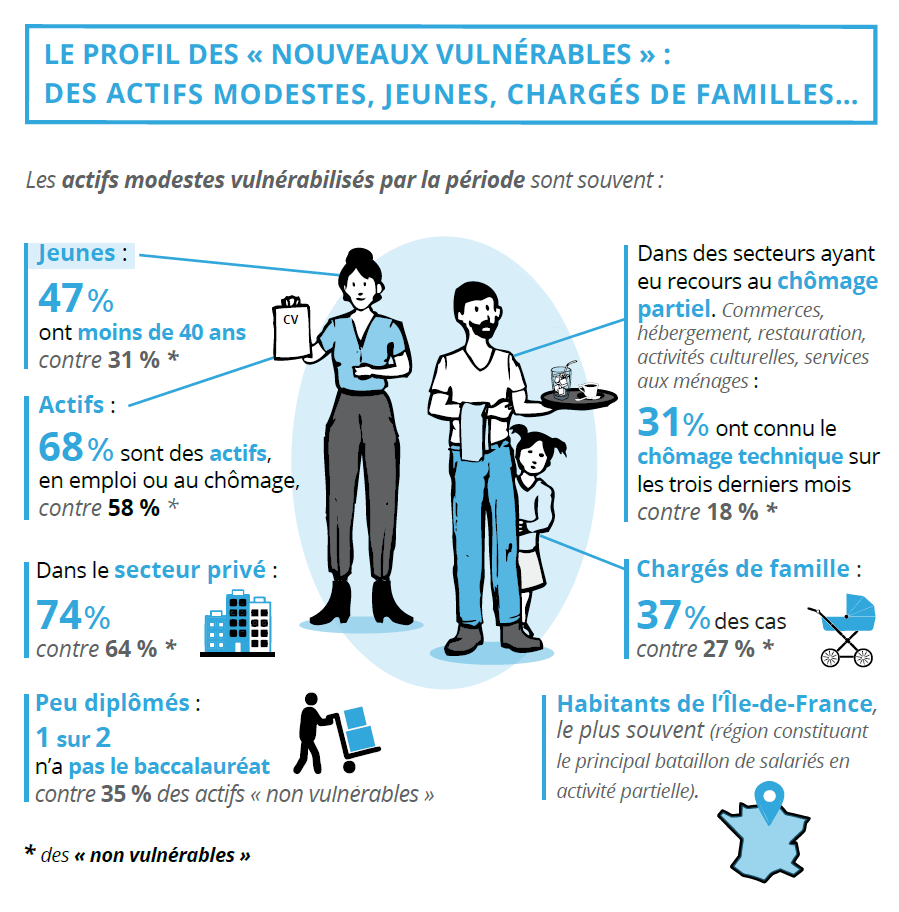 LE PROFIL DES « NOUVEAUX VULNÉRABLES » :
DES ACTIFS MODESTES, JEUNES, CHARGÉS DE FAMILLES...
Les actifs modestes vulnérabilisés par la période sont souvent :
Jeunes :
47 %
ont moins de 40 ans
contre 31 % *
CV
Actifs :
68 % sont des actifs,
en emploi ou au chômage,
contre 58 % *
Dans le secteur privé :
74 %
contre 64 % *
Peu diplômés :
1 sur 2
n'a pas le baccalauréat
contre 35 % des actifs « non vulnérables »
Dans des secteurs ayant
eu recours au chômage
partiel. Commerces,
hébergement, restauration,
activités culturelles, services
aux ménages :
31% ont connu le
chômage technique sur
les trois derniers mois
contre 18 % *
Chargés de famille :
37 % des cas
contre 27 % *
Habitants de l'Île-de-France,
le plus souvent (région constituant
le principal bataillon de salariés en
activité partielle).
* des « non vulnérables »